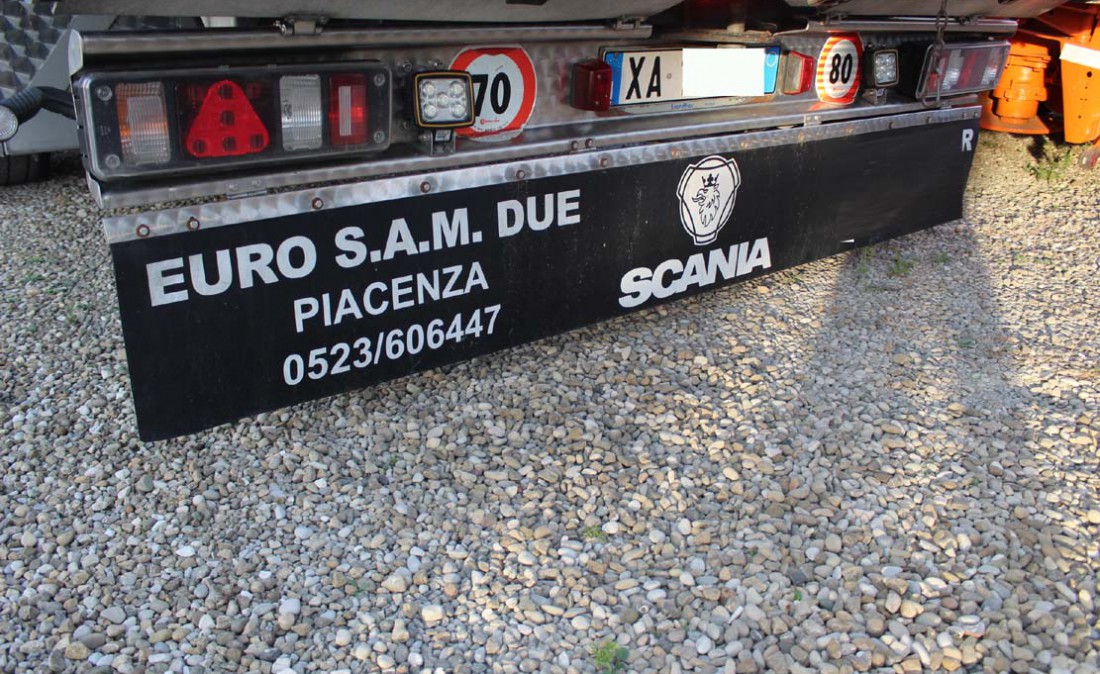 70
XA
80
R
EURO S.A.M. DUE
PIACENZA
0523/606447
SCANIA